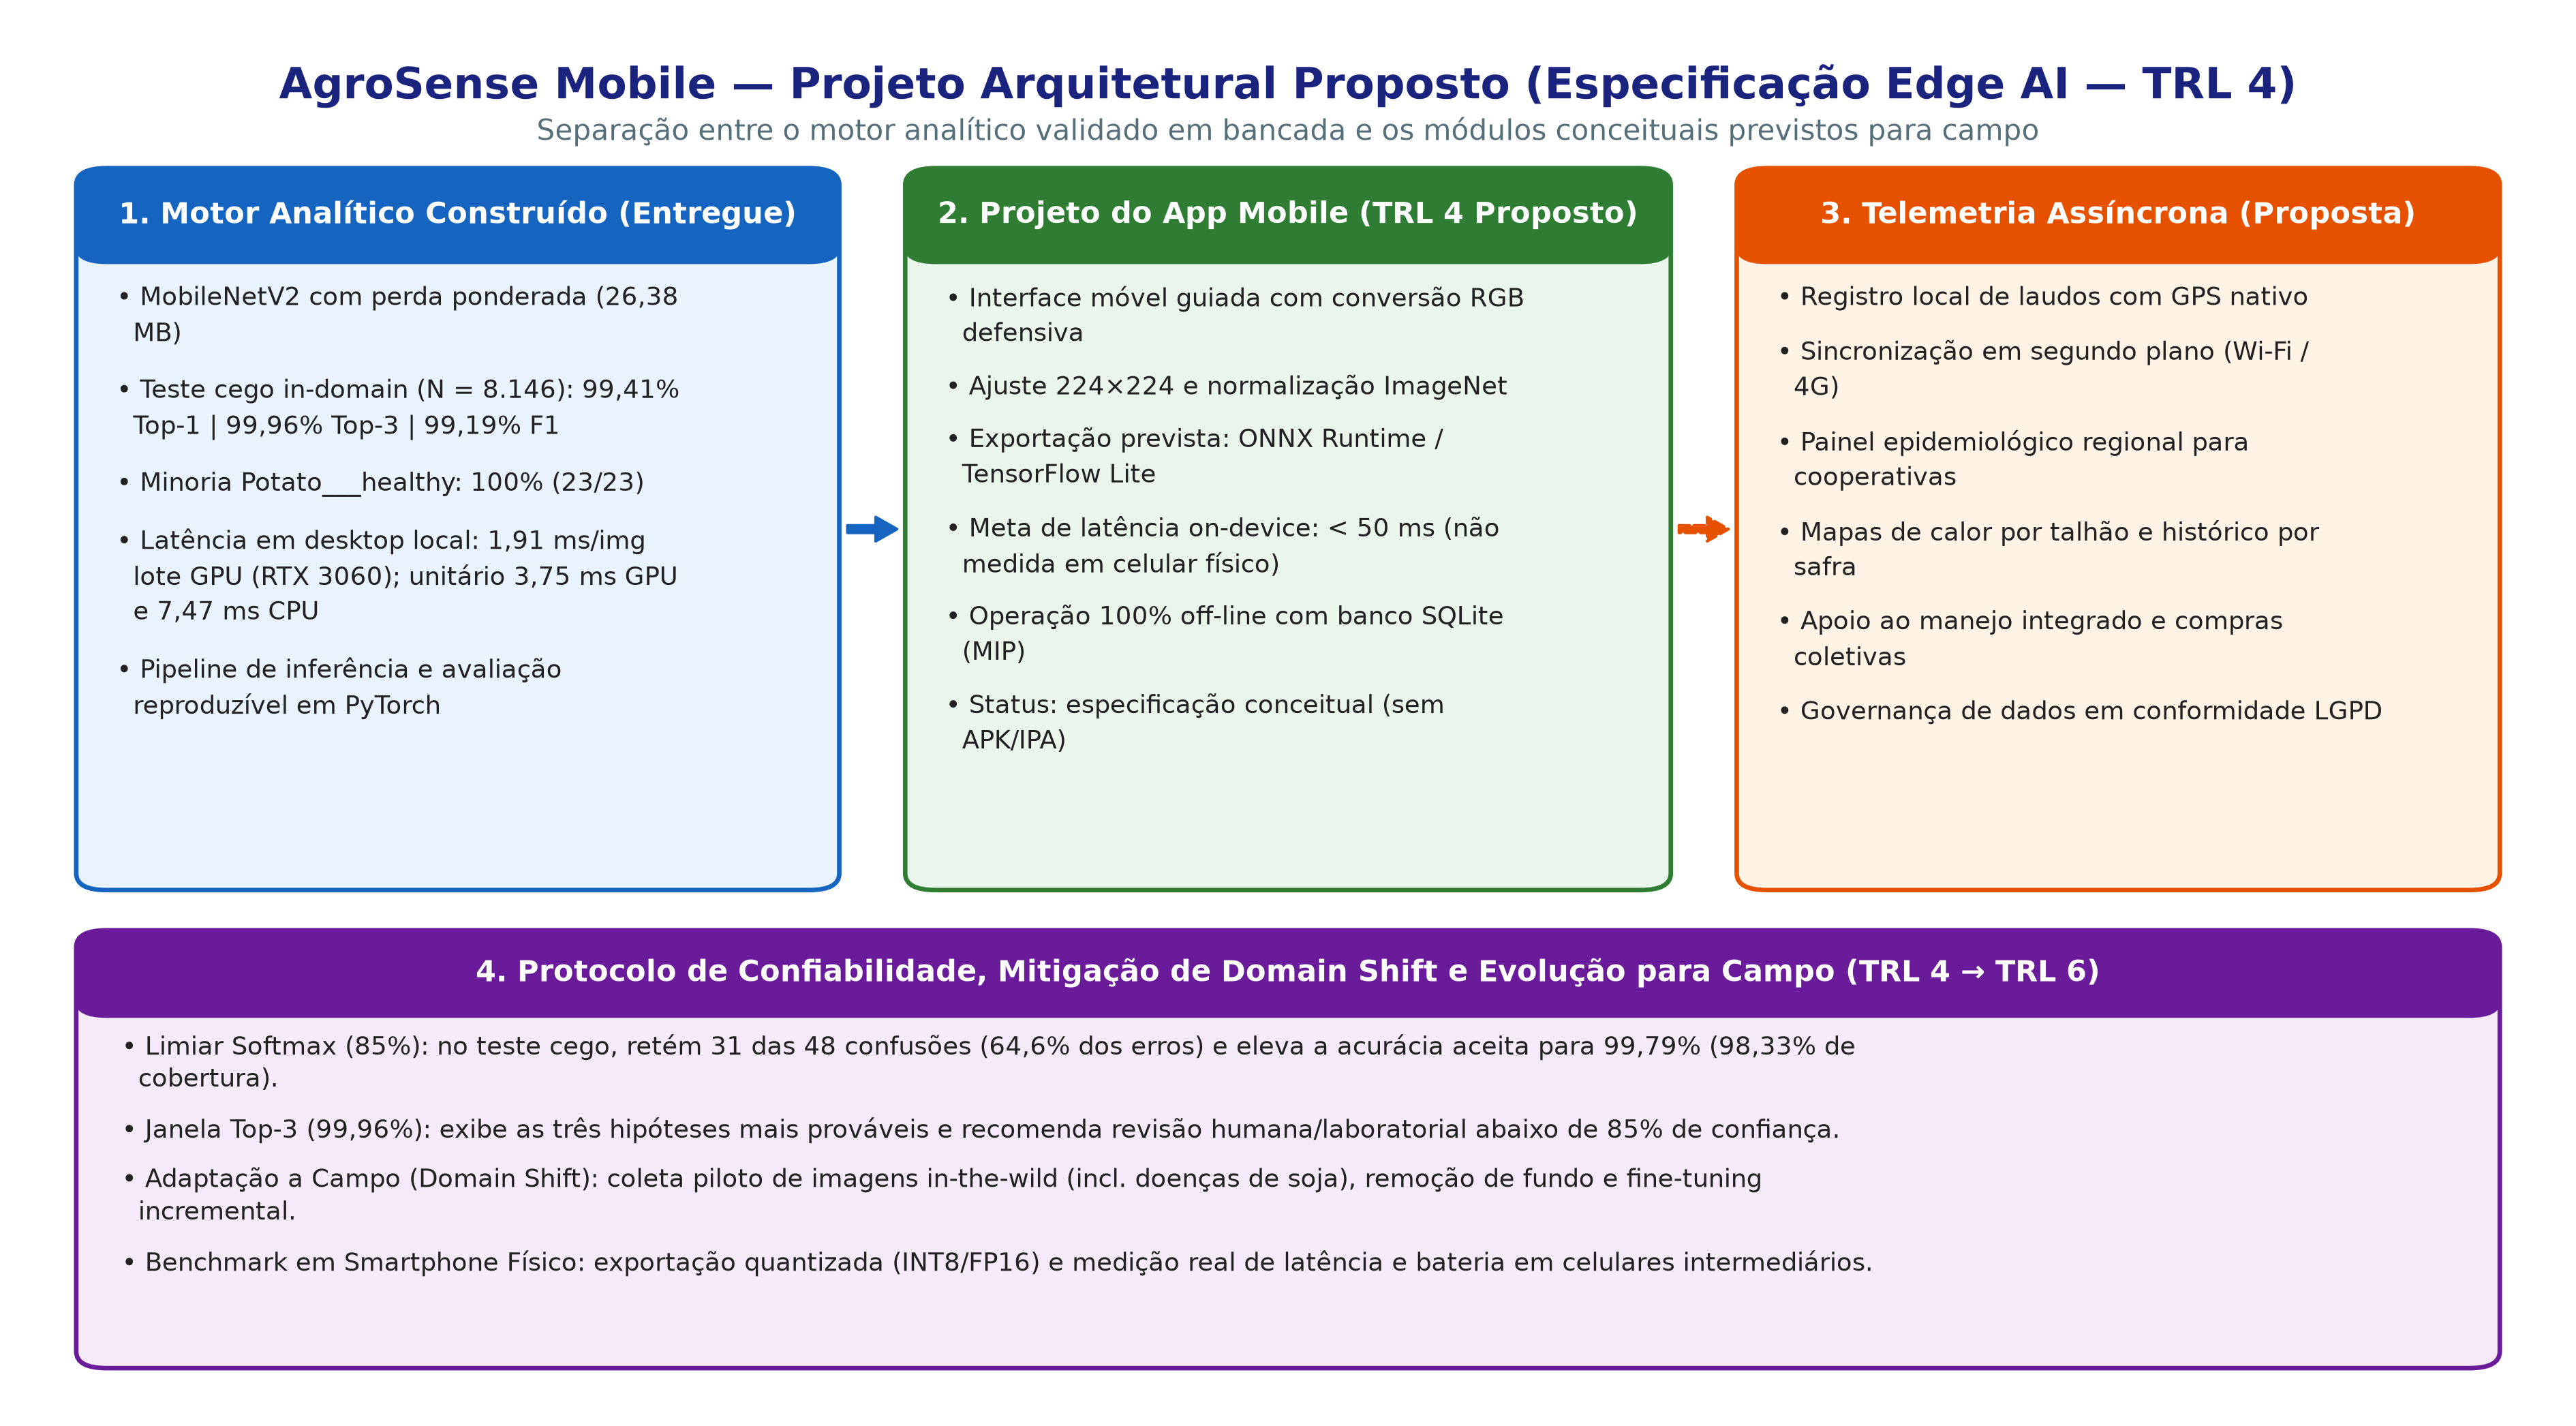 AgroSense Mobile — Projeto Arquitetural Proposto (Especificação Edge AI — TRL 4)
Separação entre o motor analítico validado em bancada e os módulos conceituais previstos para campo
1. Motor Analítico Construído (Entregue)
• MobileNetV2 com perda ponderada (26,38
MB)
• Teste cego in-domain (N = 8.146): 99,41%
Top-1 | 99,96% Top-3 | 99,19% F1
• Minoria Potato___healthy: 100% (23/23)
• Latência em desktop local: 1,91 ms/img
lote GPU (RTX 3060); unitário 3,75 ms GPU
e 7,47 ms CPU
• Pipeline de inferência e avaliação
reproduzível em PyTorch
2. Projeto do App Mobile (TRL 4 Proposto)
• Interface móvel guiada com conversão RGB
defensiva
• Ajuste 224×224 e normalização ImageNet
• Exportação prevista: ONNX Runtime /
TensorFlow Lite
• Meta de latência on-device: < 50 ms (não
medida em celular físico)
• Operação 100% off-line com banco SQLite
(MIP)
• Status: especificação conceitual (sem
APK/IPA)
3. Telemetria Assíncrona (Proposta)
• Registro local de laudos com GPS nativo
• Sincronização em segundo plano (Wi-Fi /
4G)
• Painel epidemiológico regional para
cooperativas
• Mapas de calor por talhão e histórico por
safra
• Apoio ao manejo integrado e compras
coletivas
• Governança de dados em conformidade LGPD
4. Protocolo de Confiabilidade, Mitigação de Domain Shift e Evolução para Campo (TRL 4 → TRL 6)
• Limiar Softmax (85%): no teste cego, retém 31 das 48 confusões (64,6% dos erros) e eleva a acurácia aceita para 99,79% (98,33% de
cobertura).
• Janela Top-3 (99,96%): exibe as três hipóteses mais prováveis e recomenda revisão humana/laboratorial abaixo de 85% de confiança.
• Adaptação a Campo (Domain Shift): coleta piloto de imagens in-the-wild (incl. doenças de soja), remoção de fundo e fine-tuning
incremental.
• Benchmark em Smartphone Físico: exportação quantizada (INT8/FP16) e medição real de latência e bateria em celulares intermediários.